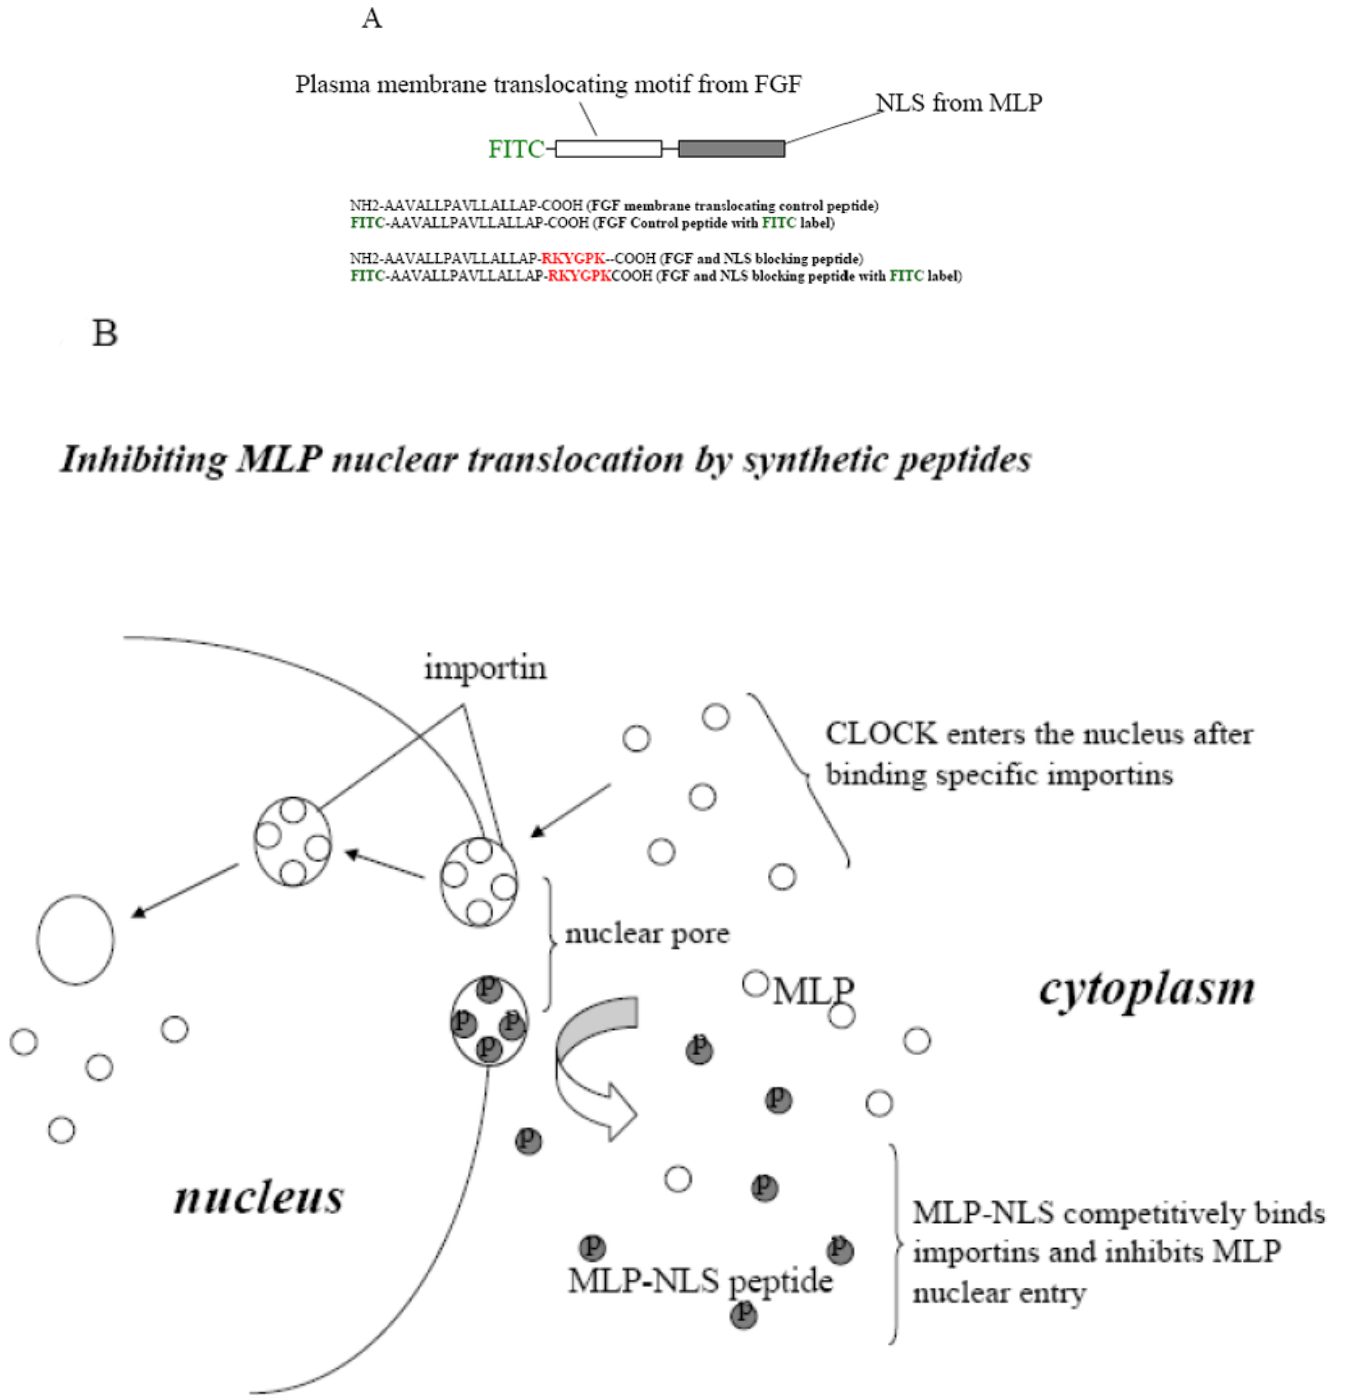 A
Plasma membrane translocating motif from FGF
NLS from MLP
FITC
NH2-AAVALLPAVLLALLAP-COOH (FGF membrane translocating control peptide)
FITC-AAVALLPAVLLALLAP-COOH (FGF Control peptide with FITC label)
NH2-AAVALLPAVLLALLAP-RKYGPK--COOH (FGF and NLS blocking peptide)
FITC-AAVALLPAVLLALLAP-RKYGPKCOOH (FGF and NLS blocking peptide with FITC label)
B
Inhibiting MLP nuclear translocation by synthetic peptides
importin
CLOCK enters the nucleus after
binding specific importins
nuclear pore
p
p
p
p
MLP
cytoplasm
p
p
p
p
nucleus
MLP-NLS competitively binds
importins and inhibits MLP
nuclear entry
p
p
MLP-NLS peptide
p